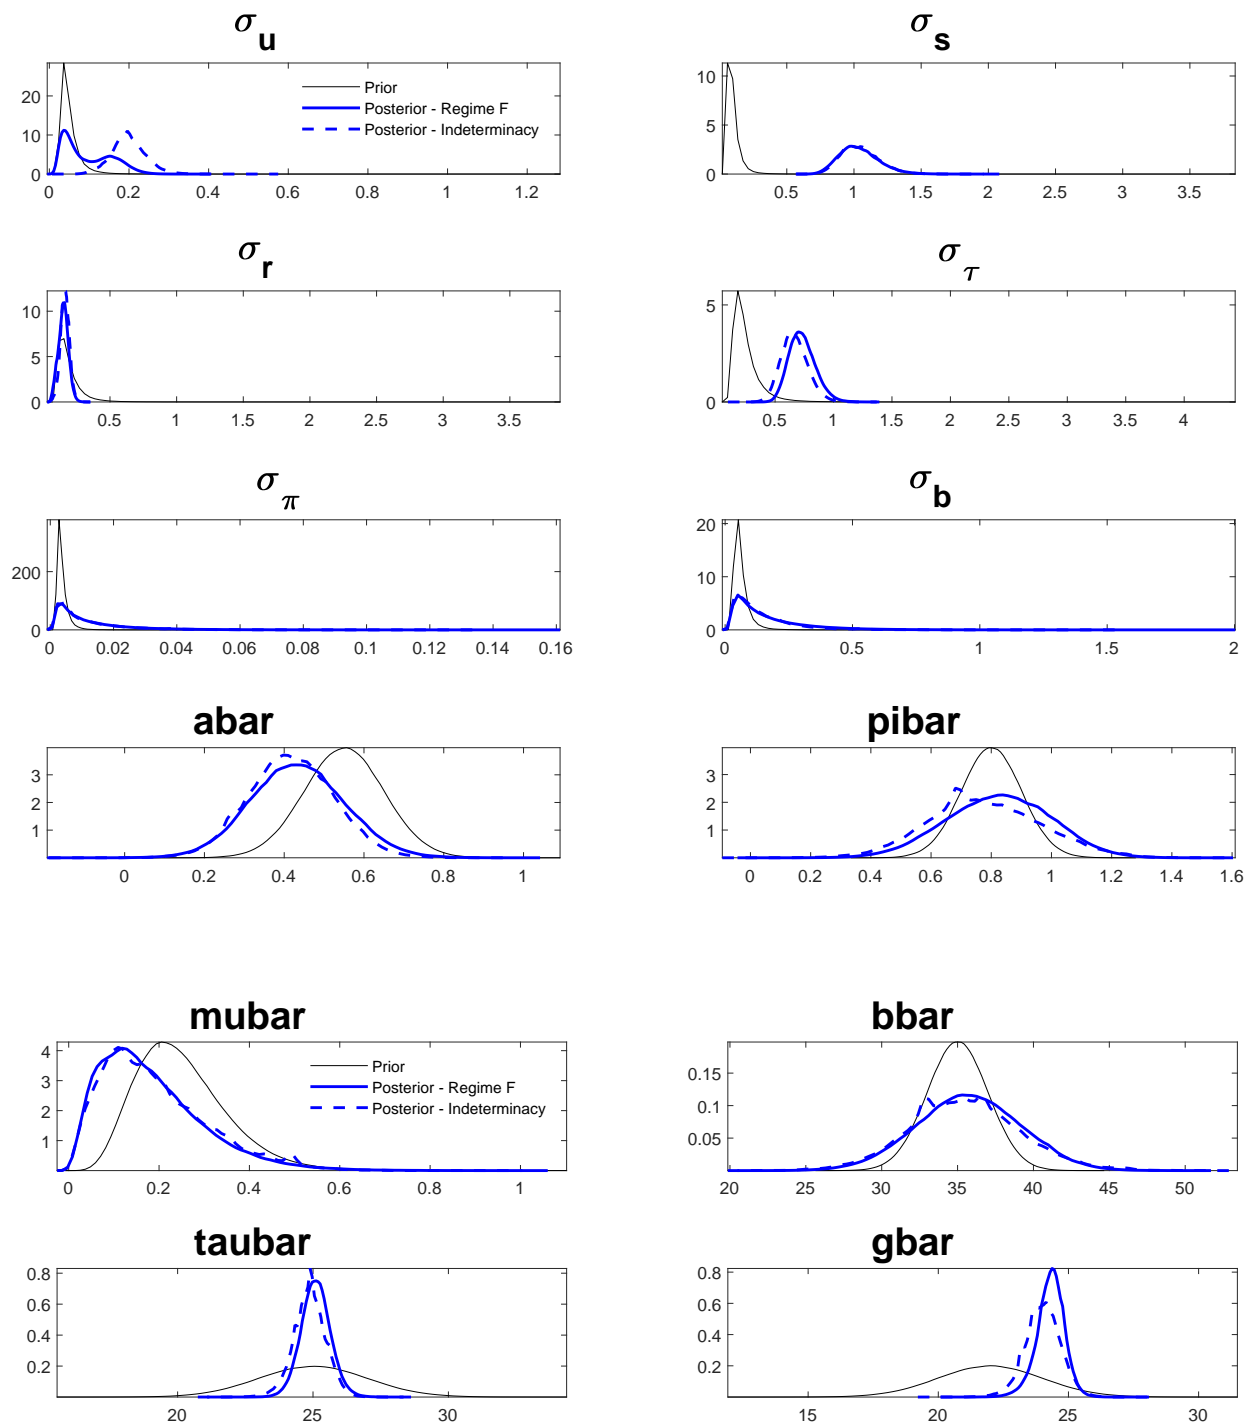 σ_u
20
10
0
Prior
Posterior - Regime F
Posterior - Indeterminacy
0 0.2 0.4 0.6 0.8 1 1.2
σ_s
10
5
0
0.5 1 1.5 2 2.5 3 3.5
σ_r
10
5
0
0.5 1 1.5 2 2.5 3 3.5
σ_τ
5
0
0.5 1 1.5 2 2.5 3 3.5 4
σ_π
200
0
0 0.02 0.04 0.06 0.08 0.1 0.12 0.14 0.16
σ_b
20
10
0
0 0.5 1 1.5 2
abar
3
2
1
0 0.2 0.4 0.6 0.8 1
pibar
3
2
1
0 0.2 0.4 0.6 0.8 1 1.2 1.4 1.6
mubar
4
3
2
1
Prior
Posterior - Regime F
Posterior - Indeterminacy
0 0.2 0.4 0.6 0.8 1
bbar
0.15
0.1
0.05
20 25 30 35 40 45 50
taubar
0.8
0.6
0.4
0.2
20 25 30
gbar
0.8
0.6
0.4
0.2
15 20 25 30